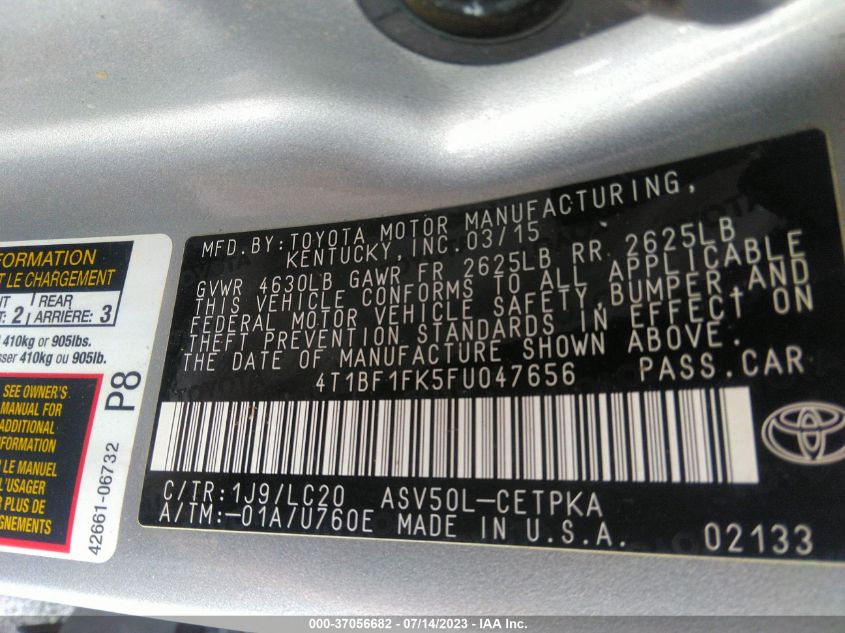 MFD. BY: TOYOTA MOTOR MANUFACTURING,
KENTUCKY, INC. 03/15
GVWR 4630LB GAWR FR 2625LB RR 2625LB
THIS VEHICLE CONFORMS TO ALL APPLICABLE
FEDERAL MOTOR VEHICLE SAFETY, BUMPER, AND
THEFT PREVENTION STANDARDS IN EFFECT ON
THE DATE OF MANUFACTURE SHOWN ABOVE.
4T1BF1FK5FU047656 PASS. CAR
C/TR:1J9/LC20 ASV50L-CETPKA
A/TM:-01A/U760E MADE IN U.S.A. 02133
FORMATION
LE CHARGEMENT
REAR
2 ARRIÈRE: 3
410kg or 905lbs.
410kg ou 905lb.
SEE OWNER'S
MANUAL FOR
ADDITIONAL
LE MANUEL
PLUS DE
P8
42661-06732
000-37056682 / 07/14/2023 - IAA Inc.